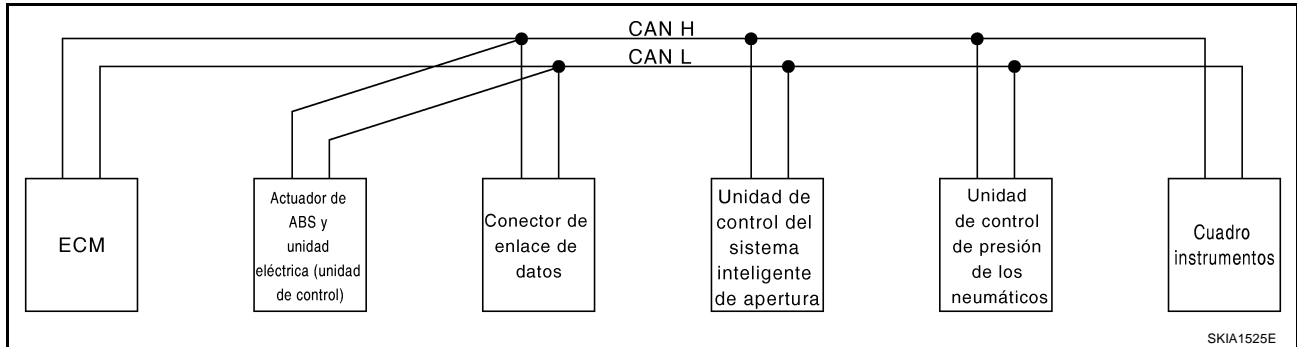 CAN H
CAN L
ECM
Actuador de
ABS y
unidad
eléctrica (unidad
de control)
Conector de
enlace de
datos
Unidad de
control del
sistema
inteligente
de apertura
Unidad
de control
de presión
de los
neumáticos
Cuadro
instrumentos
SKIA1525E